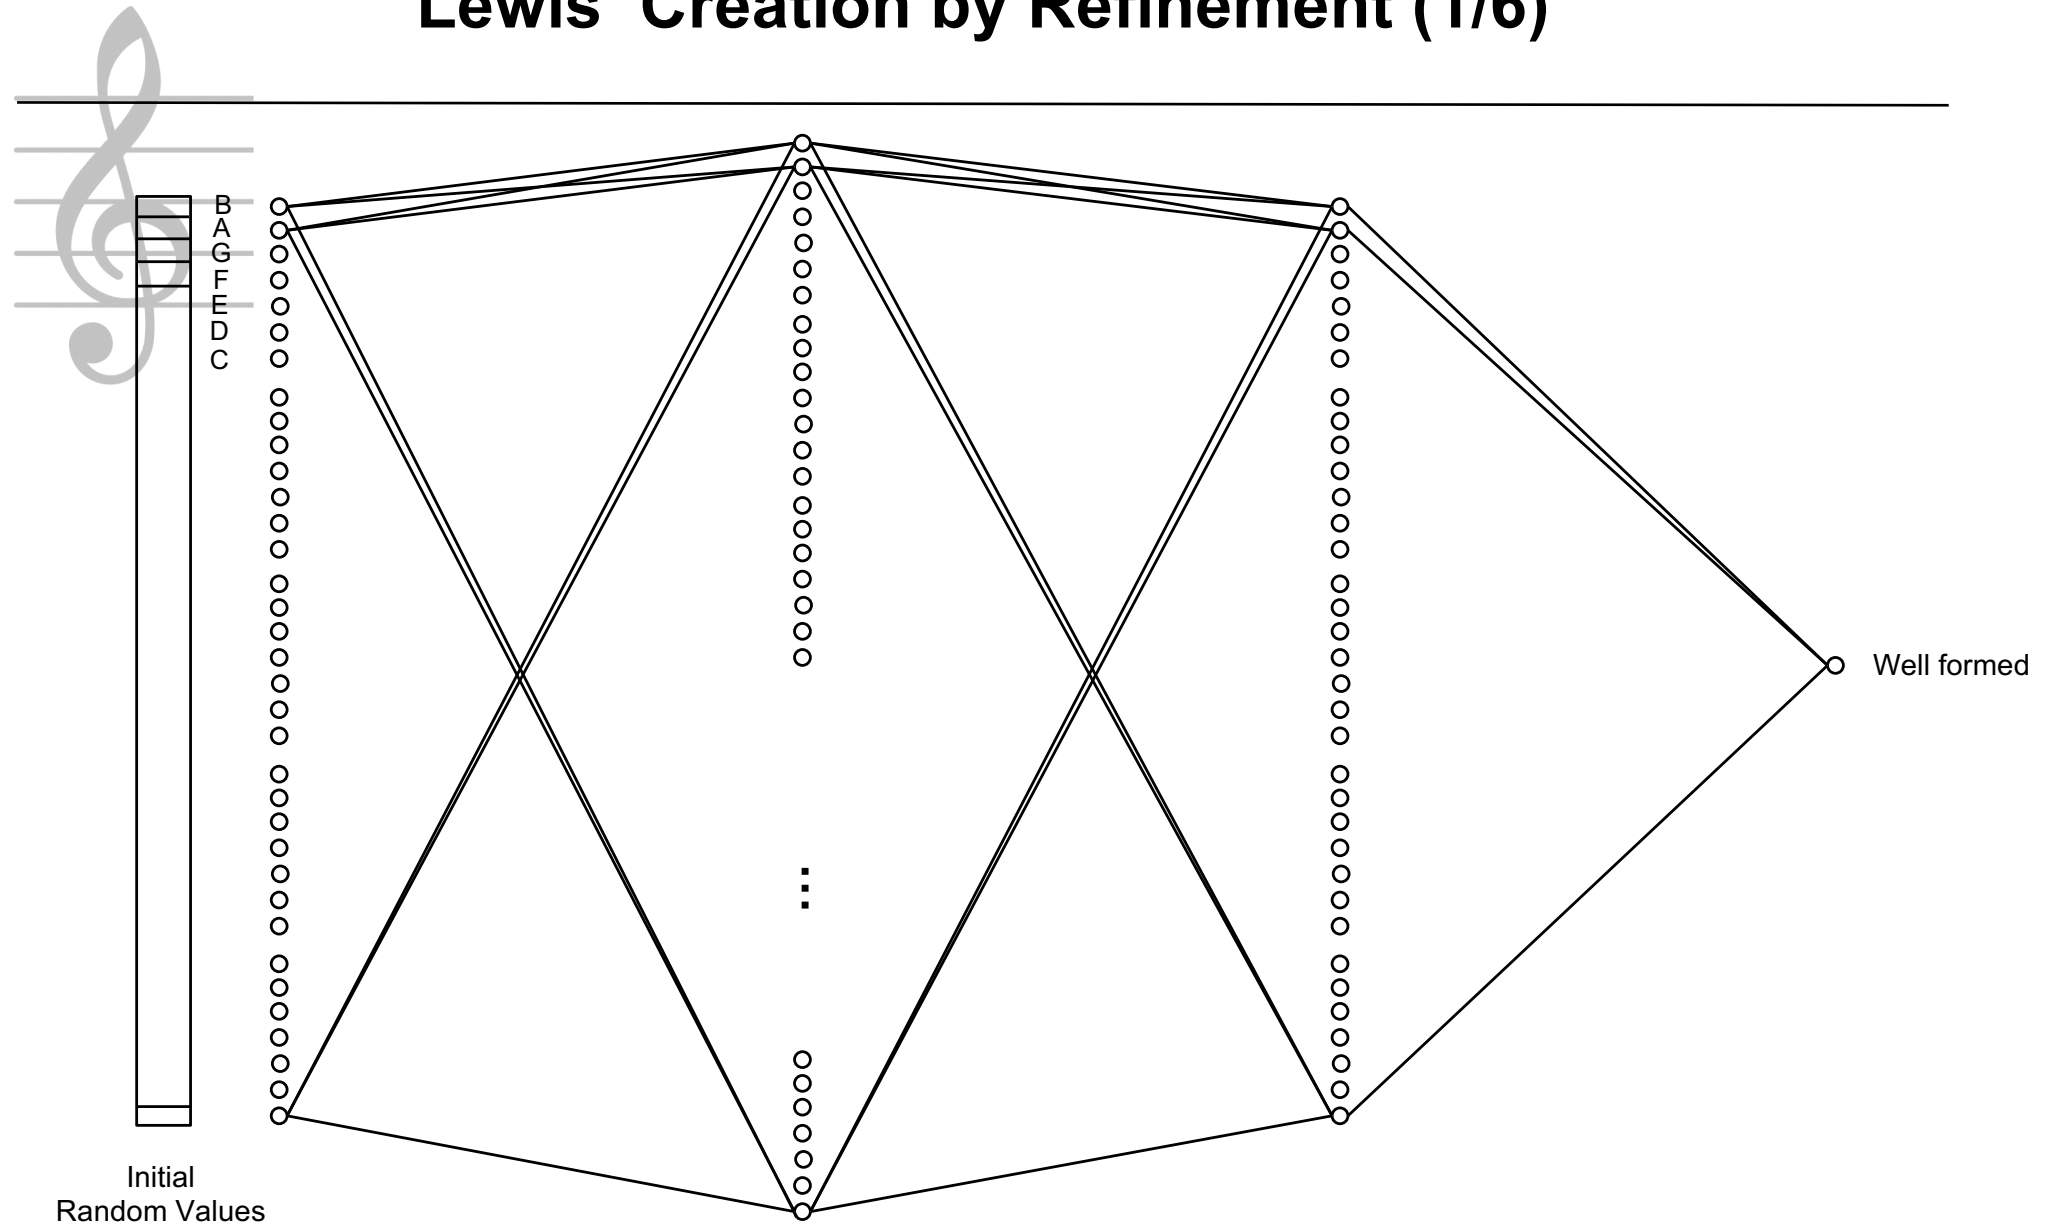 Lewis' Creation by Refinement (1/6)
B
A
G
F
E
D
C
Well formed
⋮
Initial
Random Values